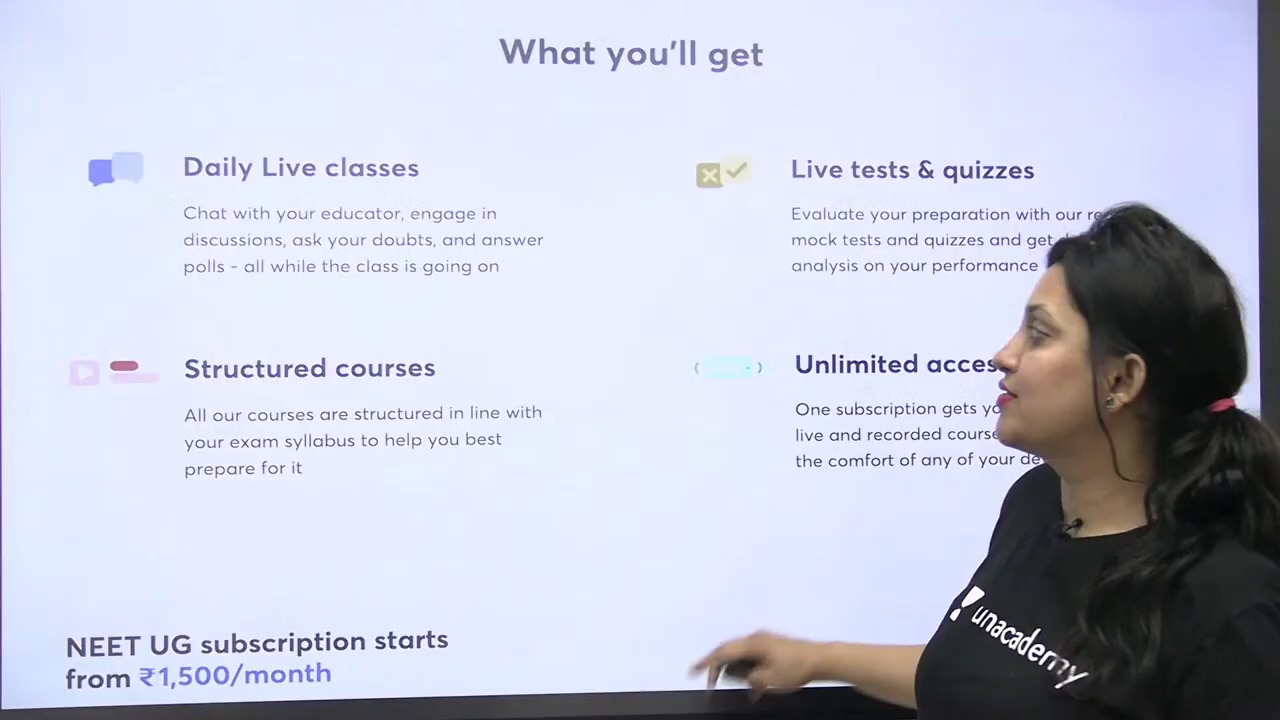 What you'll get
Daily Live classes
Chat with your educator, engage in
discussions, ask your doubts, and answer
polls - all while the class is going on
Live tests & quizzes
Evaluate your preparation with our
mock tests and quizzes and get
analysis on your performance
Structured courses
All our courses are structured in line with
your exam syllabus to help you best
prepare for it
Unlimited
One subscription gets
live and recorded
the comfort of any of your
NEET UG subscription starts
from ₹1,500/month
unacademy